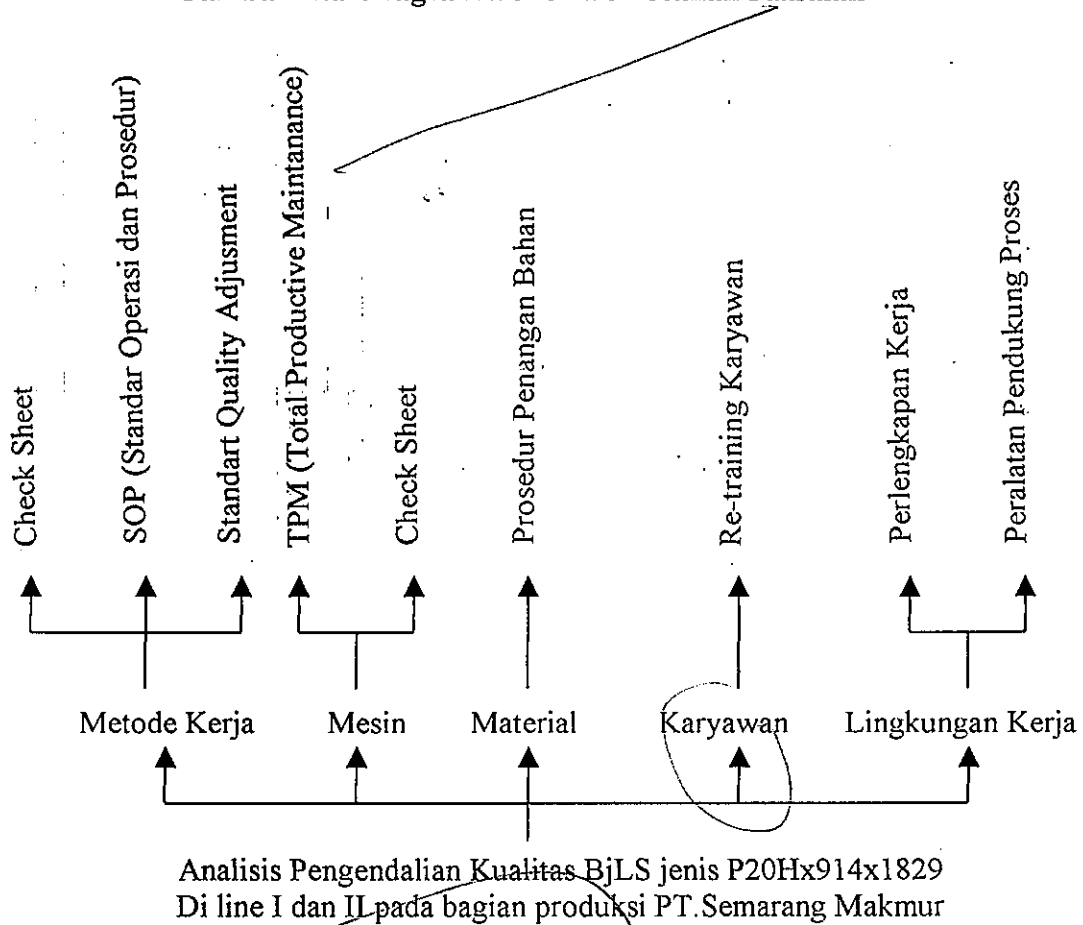 Check Sheet
SOP (Standar Operasi dan Prosedur)
Standart Quality Adjusment
TPM (Total Productive Maintanance)
Check Sheet
Prosedur Penangan Bahan
Re-training Karyawan
Perlengkapan Kerja
Peralatan Pendukung Proses
Metode Kerja
Mesin
Material
Karyawan
Lingkungan Kerja
Analisis Pengendalian Kualitas BjLS jenis P20Hx914x1829
Di line I dan II pada bagian produksi PT.Semarang Makmur